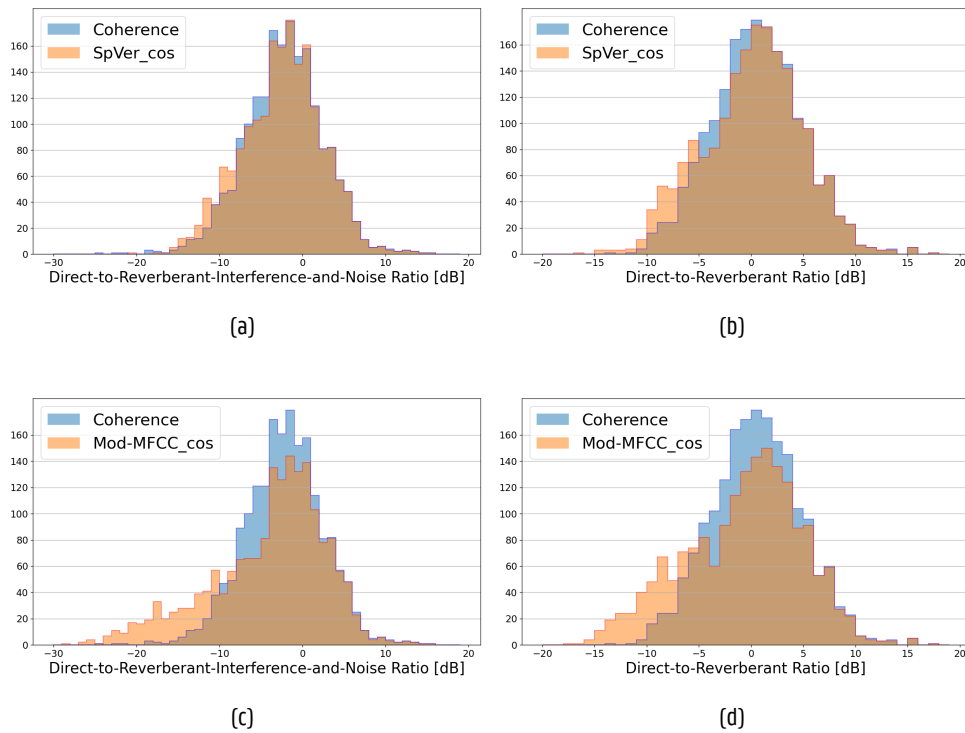 Coherence
SpVer_cos
160
140
120
100
80
60
40
20
0
−30 −20 −10 0 10 20
Direct-to-Reverberant-Interference-and-Noise Ratio [dB]
(a)
Coherence
SpVer_cos
160
140
120
100
80
60
40
20
0
−20 −15 −10 −5 0 5 10 15 20
Direct-to-Reverberant Ratio [dB]
(b)
Coherence
Mod-MFCC_cos
160
140
120
100
80
60
40
20
0
−30 −20 −10 0 10 20
Direct-to-Reverberant-Interference-and-Noise Ratio [dB]
(c)
Coherence
Mod-MFCC_cos
160
140
120
100
80
60
40
20
0
−20 −15 −10 −5 0 5 10 15 20
Direct-to-Reverberant Ratio [dB]
(d)